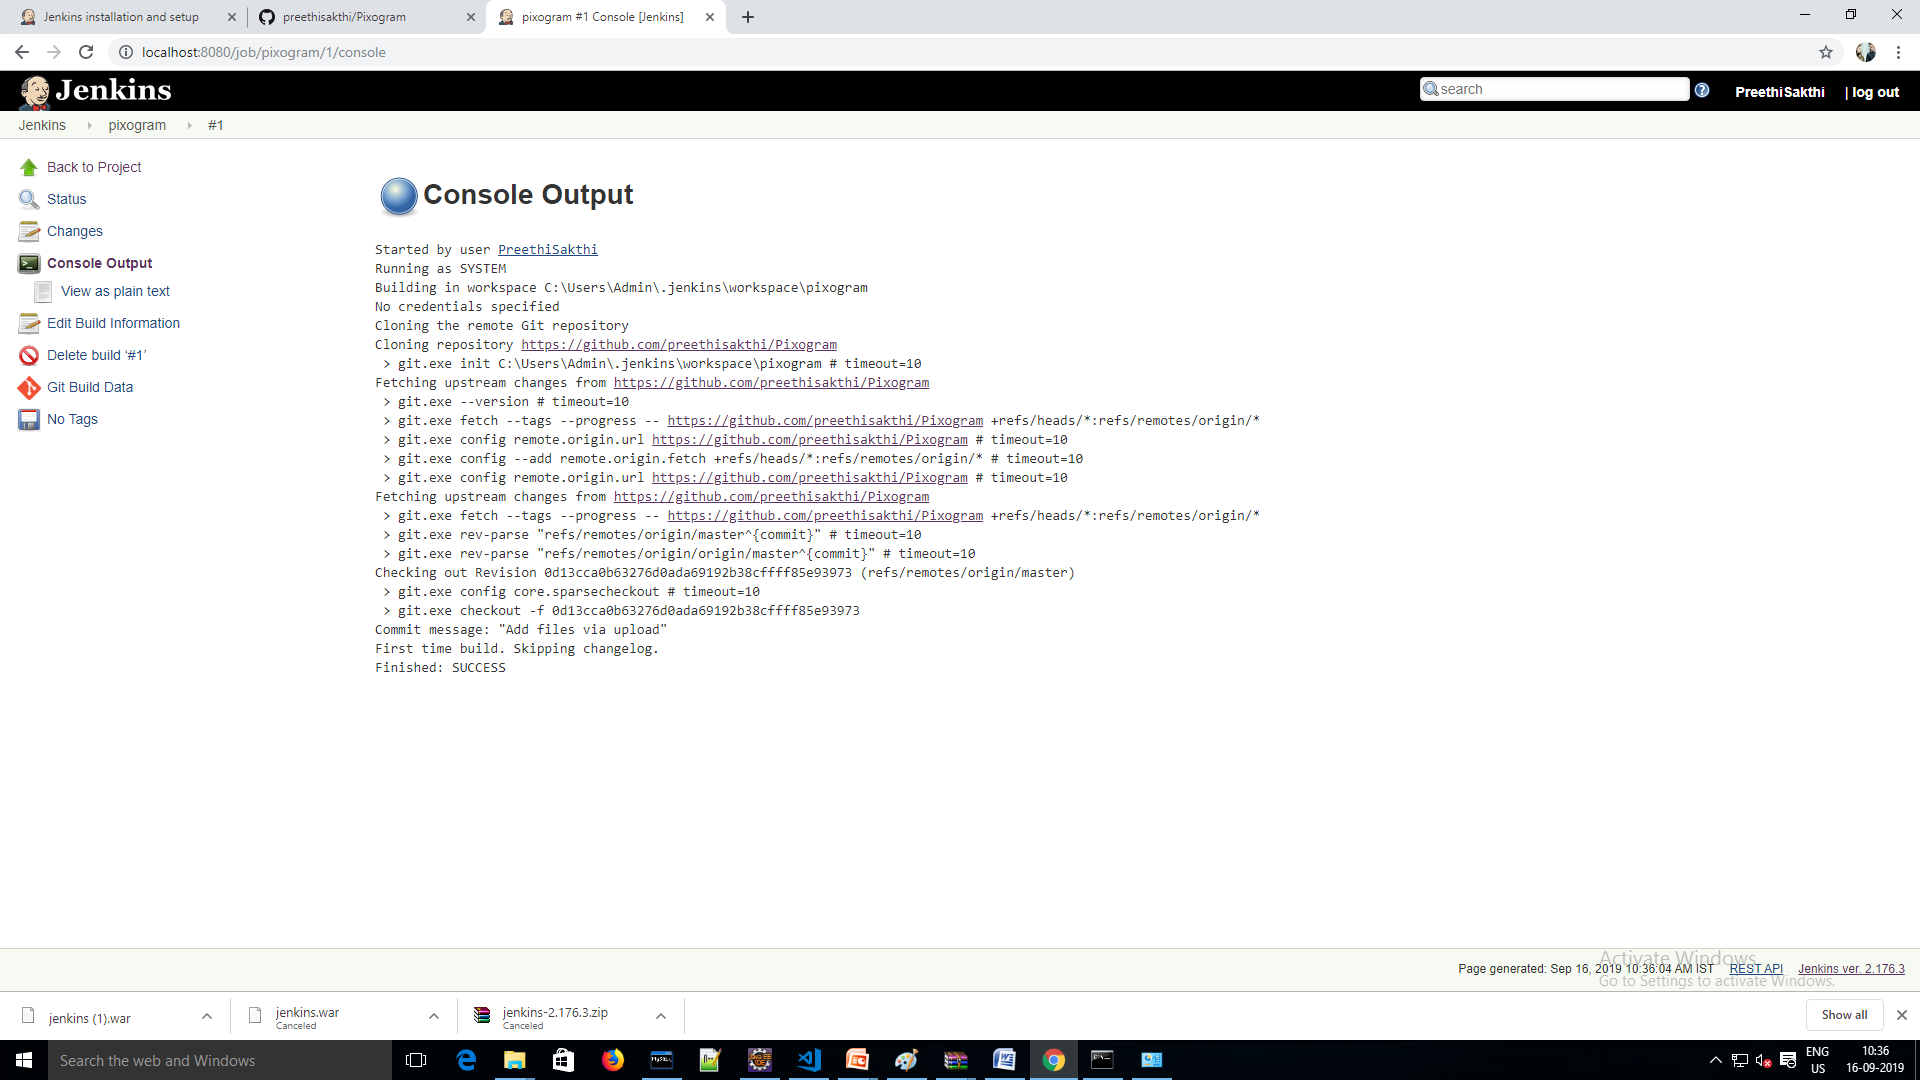 Jenkins installation and setup
preethisakthi/Pixogram
pixogram #1 Console [Jenkins]
localhost:8080/job/pixogram/1/console
Jenkins
search
PreethiSakthi
| log out
Jenkins
pixogram
#1
Back to Project
Status
Changes
Console Output
View as plain text
Edit Build Information
Delete build ‘#1’
Git Build Data
No Tags
Console Output
Started by user PreethiSakthi
Running as SYSTEM
Building in workspace C:\Users\Admin\.jenkins\workspace\pixogram
No credentials specified
Cloning the remote Git repository
Cloning repository https://github.com/preethisakthi/Pixogram
> git.exe init C:\Users\Admin\.jenkins\workspace\pixogram # timeout=10
Fetching upstream changes from https://github.com/preethisakthi/Pixogram
> git.exe --version # timeout=10
> git.exe fetch --tags --progress -- https://github.com/preethisakthi/Pixogram +refs/heads/*:refs/remotes/origin/*
> git.exe config remote.origin.url https://github.com/preethisakthi/Pixogram # timeout=10
> git.exe config --add remote.origin.fetch +refs/heads/*:refs/remotes/origin/* # timeout=10
> git.exe config remote.origin.url https://github.com/preethisakthi/Pixogram # timeout=10
Fetching upstream changes from https://github.com/preethisakthi/Pixogram
> git.exe fetch --tags --progress -- https://github.com/preethisakthi/Pixogram +refs/heads/*:refs/remotes/origin/*
> git.exe rev-parse "refs/remotes/origin/master^{commit}" # timeout=10
> git.exe rev-parse "refs/remotes/origin/origin/master^{commit}" # timeout=10
Checking out Revision 0d13cca0b63276d0ada69192b38cffff85e93973 (refs/remotes/origin/master)
> git.exe config core.sparsecheckout # timeout=10
> git.exe checkout -f 0d13cca0b63276d0ada69192b38cffff85e93973
Commit message: "Add files via upload"
First time build. Skipping changelog.
Finished: SUCCESS
Activate Windows
Page generated: Sep 16, 2019 10:36:04 AM IST
REST API
Jenkins ver. 2.176.3
Go to Settings to activate Windows.
jenkins (1).war
jenkins.war
Canceled
jenkins-2.176.3.zip
Canceled
Show all
Search the web and Windows
ENG
US
10:36
16-09-2019